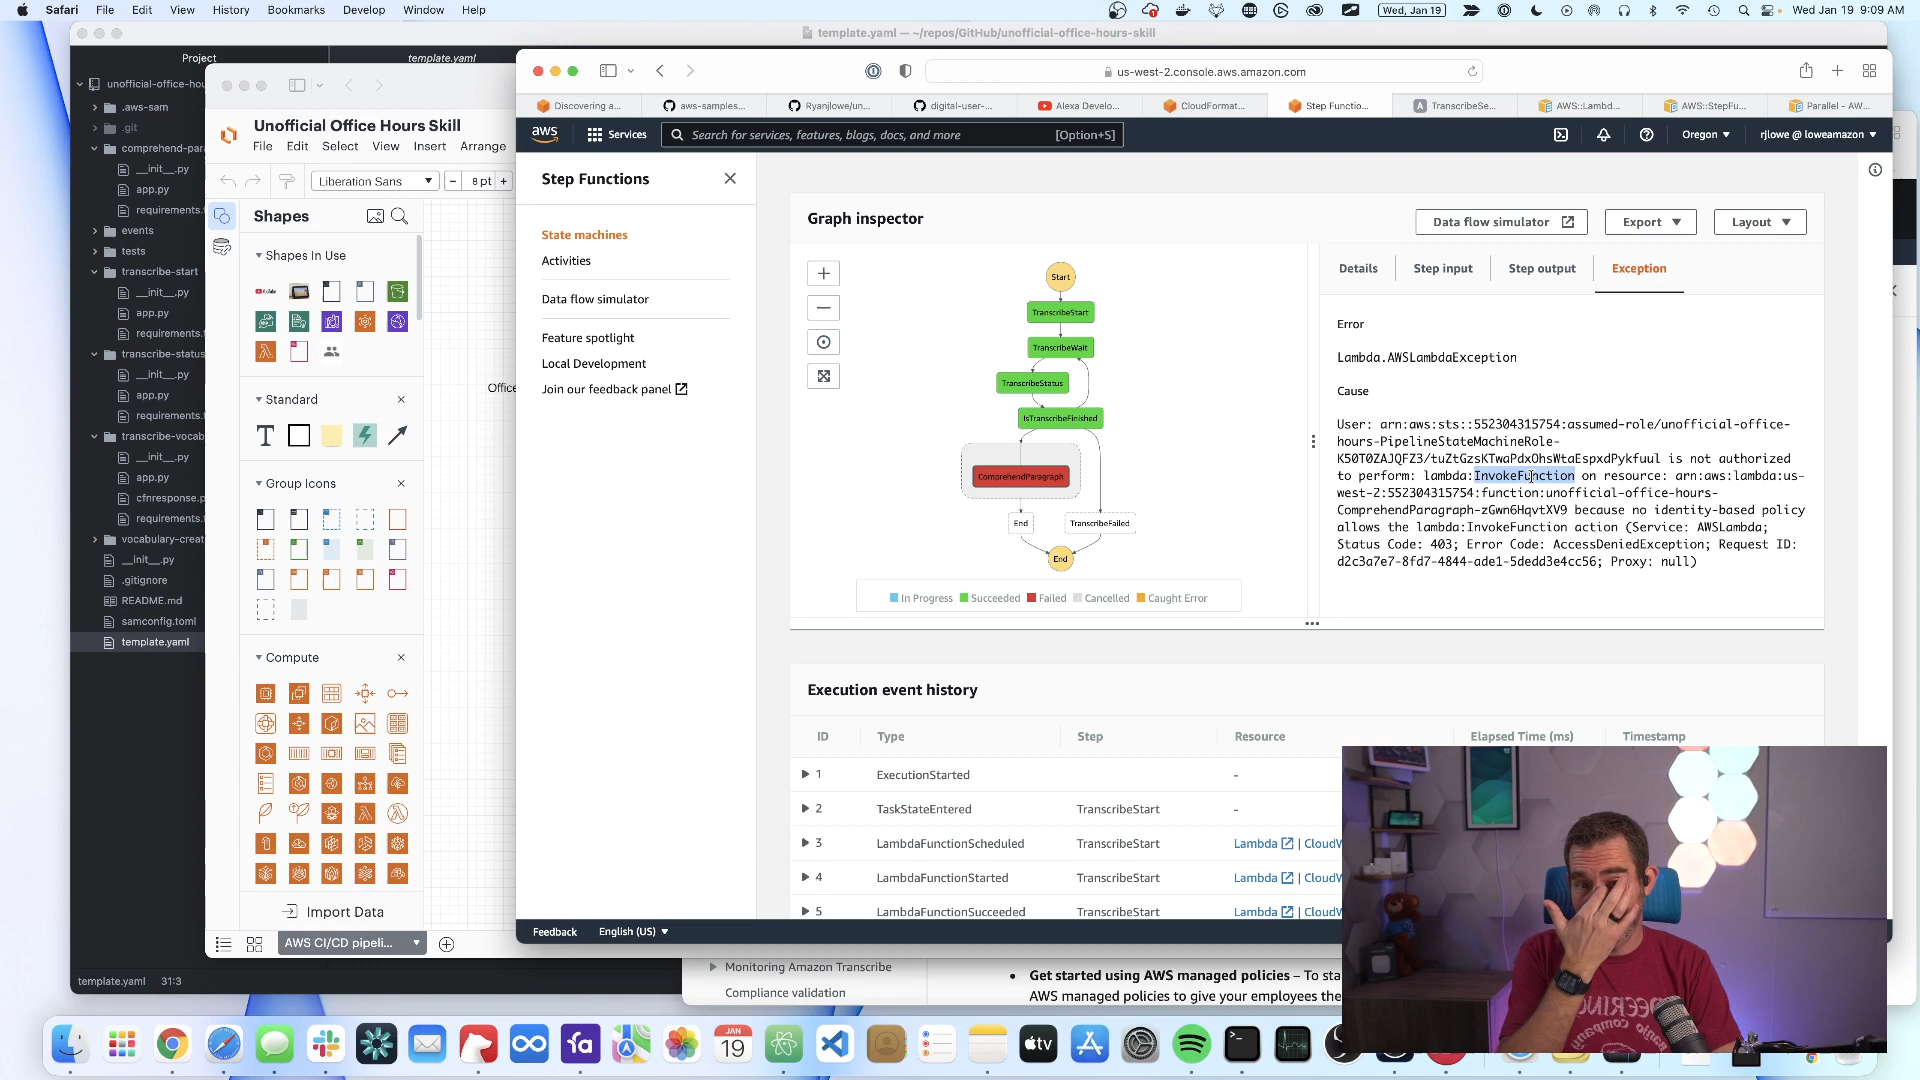 Safari File Edit View History Bookmarks Develop Window Help
Wed, Jan 19
Wed Jan 19 9:09 AM
template.yaml — ~/repos/GitHub/unofficial-office-hours-skill
Project
template.yaml
unofficial-office-hou
.aws-sam
.git
comprehend-para
__init__.py
app.py
requirements.t
events
tests
transcribe-start
__init__.py
app.py
requirements.t
transcribe-status
__init__.py
app.py
requirements.t
transcribe-vocab
__init__.py
app.py
cfnresponse.p
requirements.t
vocabulary-creat
__init__.py
.gitignore
README.md
samconfig.toml
template.yaml
template.yaml 31:3
Unofficial Office Hours Skill
File Edit Select View Insert Arrange
Liberation Sans
8 pt
Shapes
Shapes In Use
Standard
Group Icons
Compute
Import Data
AWS CI/CD pipeli...
Office
us-west-2.console.aws.amazon.com
Discovering a...
aws-samples...
Ryanjlowe/un...
digital-user-...
Alexa Develo...
CloudFormat...
Step Functio...
TranscribeSe...
AWS::Lambd...
AWS::StepFu...
Parallel - AW...
aws
Services
Search for services, features, blogs, docs, and more [Option+S]
Oregon
rjlowe @ loweamazon
Step Functions
State machines
Activities
Data flow simulator
Feature spotlight
Local Development
Join our feedback panel
Graph inspector
Data flow simulator
Export
Layout
Start
TranscribeStart
TranscribeWait
TranscribeStatus
IsTranscribeFinished
ComprehendParagraph
End
TranscribeFailed
End
In Progress Succeeded Failed Cancelled Caught Error
Details
Step input
Step output
Exception
Error
Lambda.AWSLambdaException
Cause
User: arn:aws:sts::552304315754:assumed-role/unofficial-office-
hours-PipelineStateMachineRole-
K50T0ZAJQFZ3/tuZtGzsKTwaPdxOhsWtaEspxdPykfuul is not authorized
to perform: lambda:InvokeFunction on resource: arn:aws:lambda:us-
west-2:552304315754:function:unofficial-office-hours-
ComprehendParagraph-zGwn6HqvtXV9 because no identity-based policy
allows the lambda:InvokeFunction action (Service: AWSLambda;
Status Code: 403; Error Code: AccessDeniedException; Request ID:
d2c3a7e7-8fd7-4844-ade1-5dedd3e4cc56; Proxy: null)
Execution event history
ID Type Step Resource Elapsed Time (ms) Timestamp
1 ExecutionStarted -
2 TaskStateEntered TranscribeStart -
3 LambdaFunctionScheduled TranscribeStart Lambda | CloudW
4 LambdaFunctionStarted TranscribeStart Lambda | CloudW
5 LambdaFunctionSucceeded TranscribeStart Lambda | CloudW
Feedback English (US)
Monitoring Amazon Transcribe
Compliance validation
Get started using AWS managed policies – To sta
AWS managed policies to give your employees the
JAN
19
tv